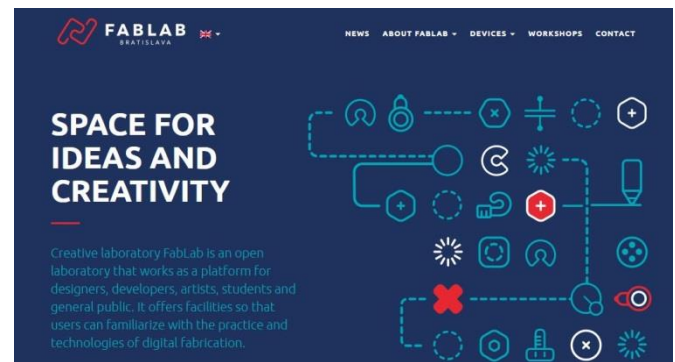 FABLAB
BRATISLAVA
NEWS ABOUT FABLAB DEVICES WORKSHOPS CONTACT
SPACE FOR
IDEAS AND
CREATIVITY
Creative laboratory FabLab is an open
laboratory that works as a platform for
designers, developers, artists, students and
general public. It offers facilities so that
users can familiarize with the practice and
technologies of digital fabrication.